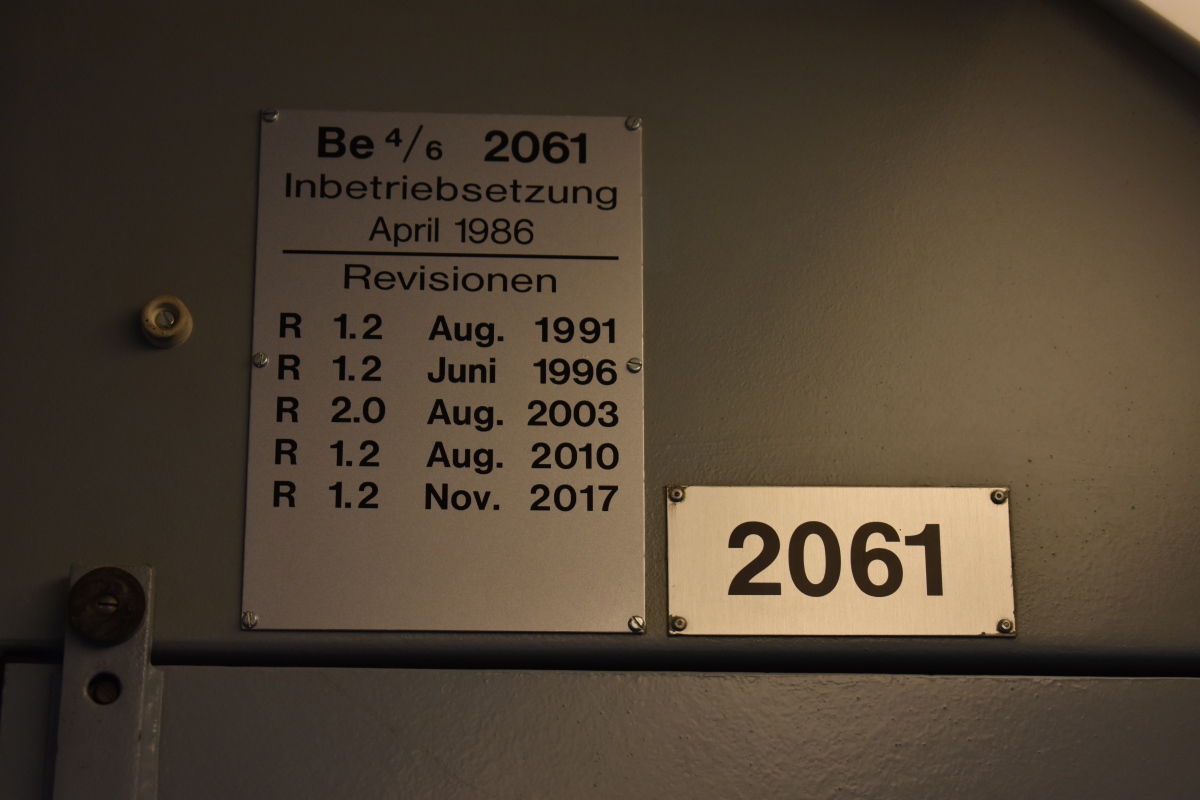 Be 4/6 2061
Inbetriebsetzung
April 1986
Revisionen
R 1.2 Aug. 1991
R 1.2 Juni 1996
R 2.0 Aug. 2003
R 1.2 Aug. 2010
R 1.2 Nov. 2017
2061